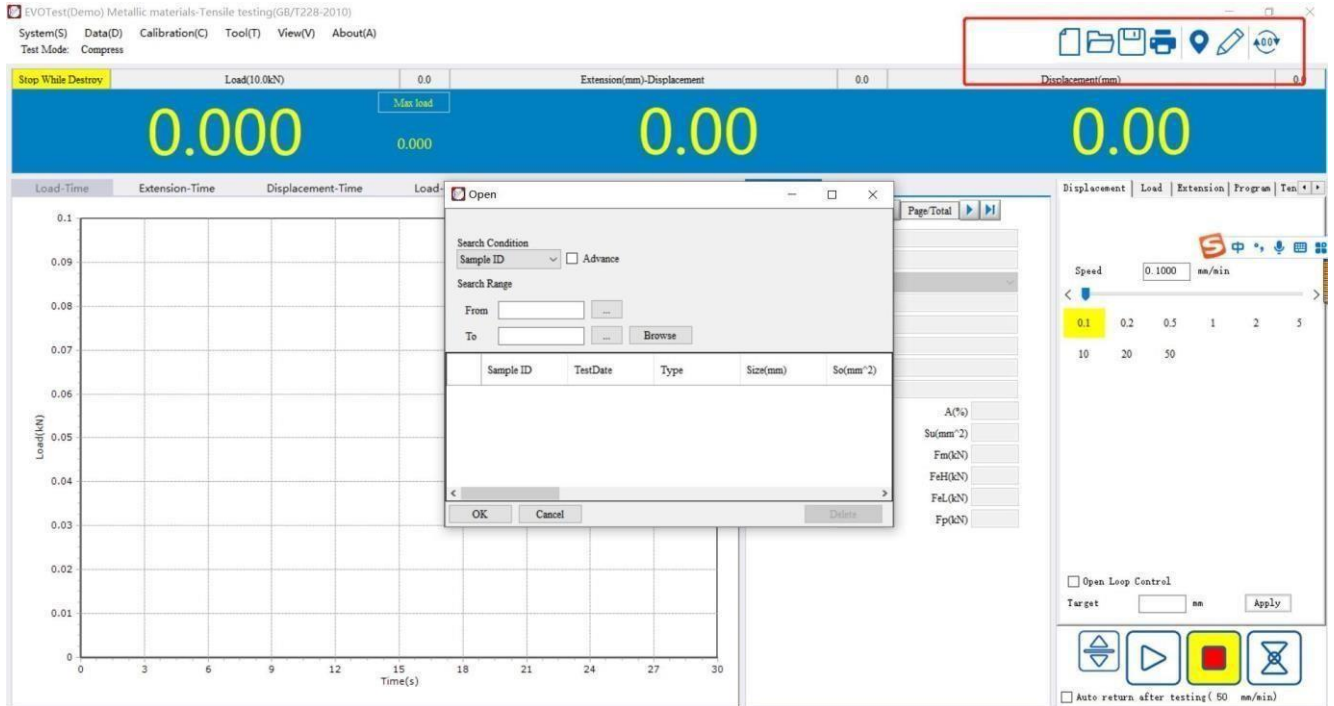 EVOTest(Demo) Metallic materials-Tensile testing(GB/T228-2010)
System(S) Data(D) Calibration(C) Tool(T) View(V) About(A)
Test Mode: Compress
Stop While Destroy Load(10.0kN) 0.0 Extension(mm)-Displacement 0.0 Displacement(mm) 0.0
Max load
0.000 0.000 0.00 0.00
Load-Time Extension-Time Displacement-Time Load-
Open
Search Condition
Sample ID Advance
Search Range
From ...
To ... Browse
Sample ID TestDate Type Size(mm) So(mm^2)
OK Cancel Delete
Page/Total
A(%)
Su(mm^2)
Fm(kN)
FeH(kN)
FeL(kN)
Fp(kN)
Load(kN)
0.1
0.09
0.08
0.07
0.06
0.05
0.04
0.03
0.02
0.01
0
0 3 6 9 12 15 18 21 24 27 30
Time(s)
Displacement Load Extension Program Ten
S 中
Speed 0.1000 mm/min
0.1 0.2 0.5 1 2 5
10 20 50
Open Loop Control
Target mm Apply
Auto return after testing( 50 mm/min)